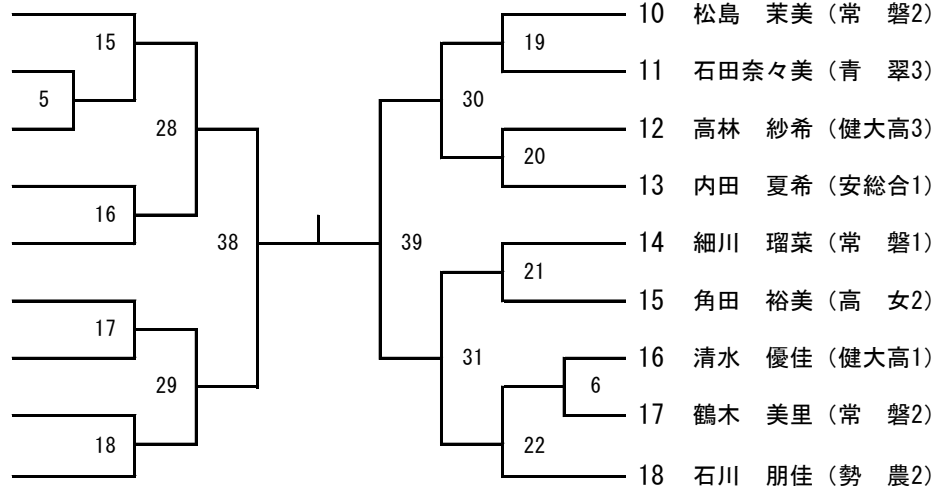 10 松島 茉美（常 磐2）
15
19
11 石田奈々美（青 翠3）
5
30
28
12 高林 紗希（健大高3）
20
13 内田 夏希（安総合1）
16
38
39
14 細川 瑠菜（常 磐1）
21
15 角田 裕美（高 女2）
17
31
16 清水 優佳（健大高1）
29
6
17 鶴木 美里（常 磐2）
18
22
18 石川 朋佳（勢 農2）